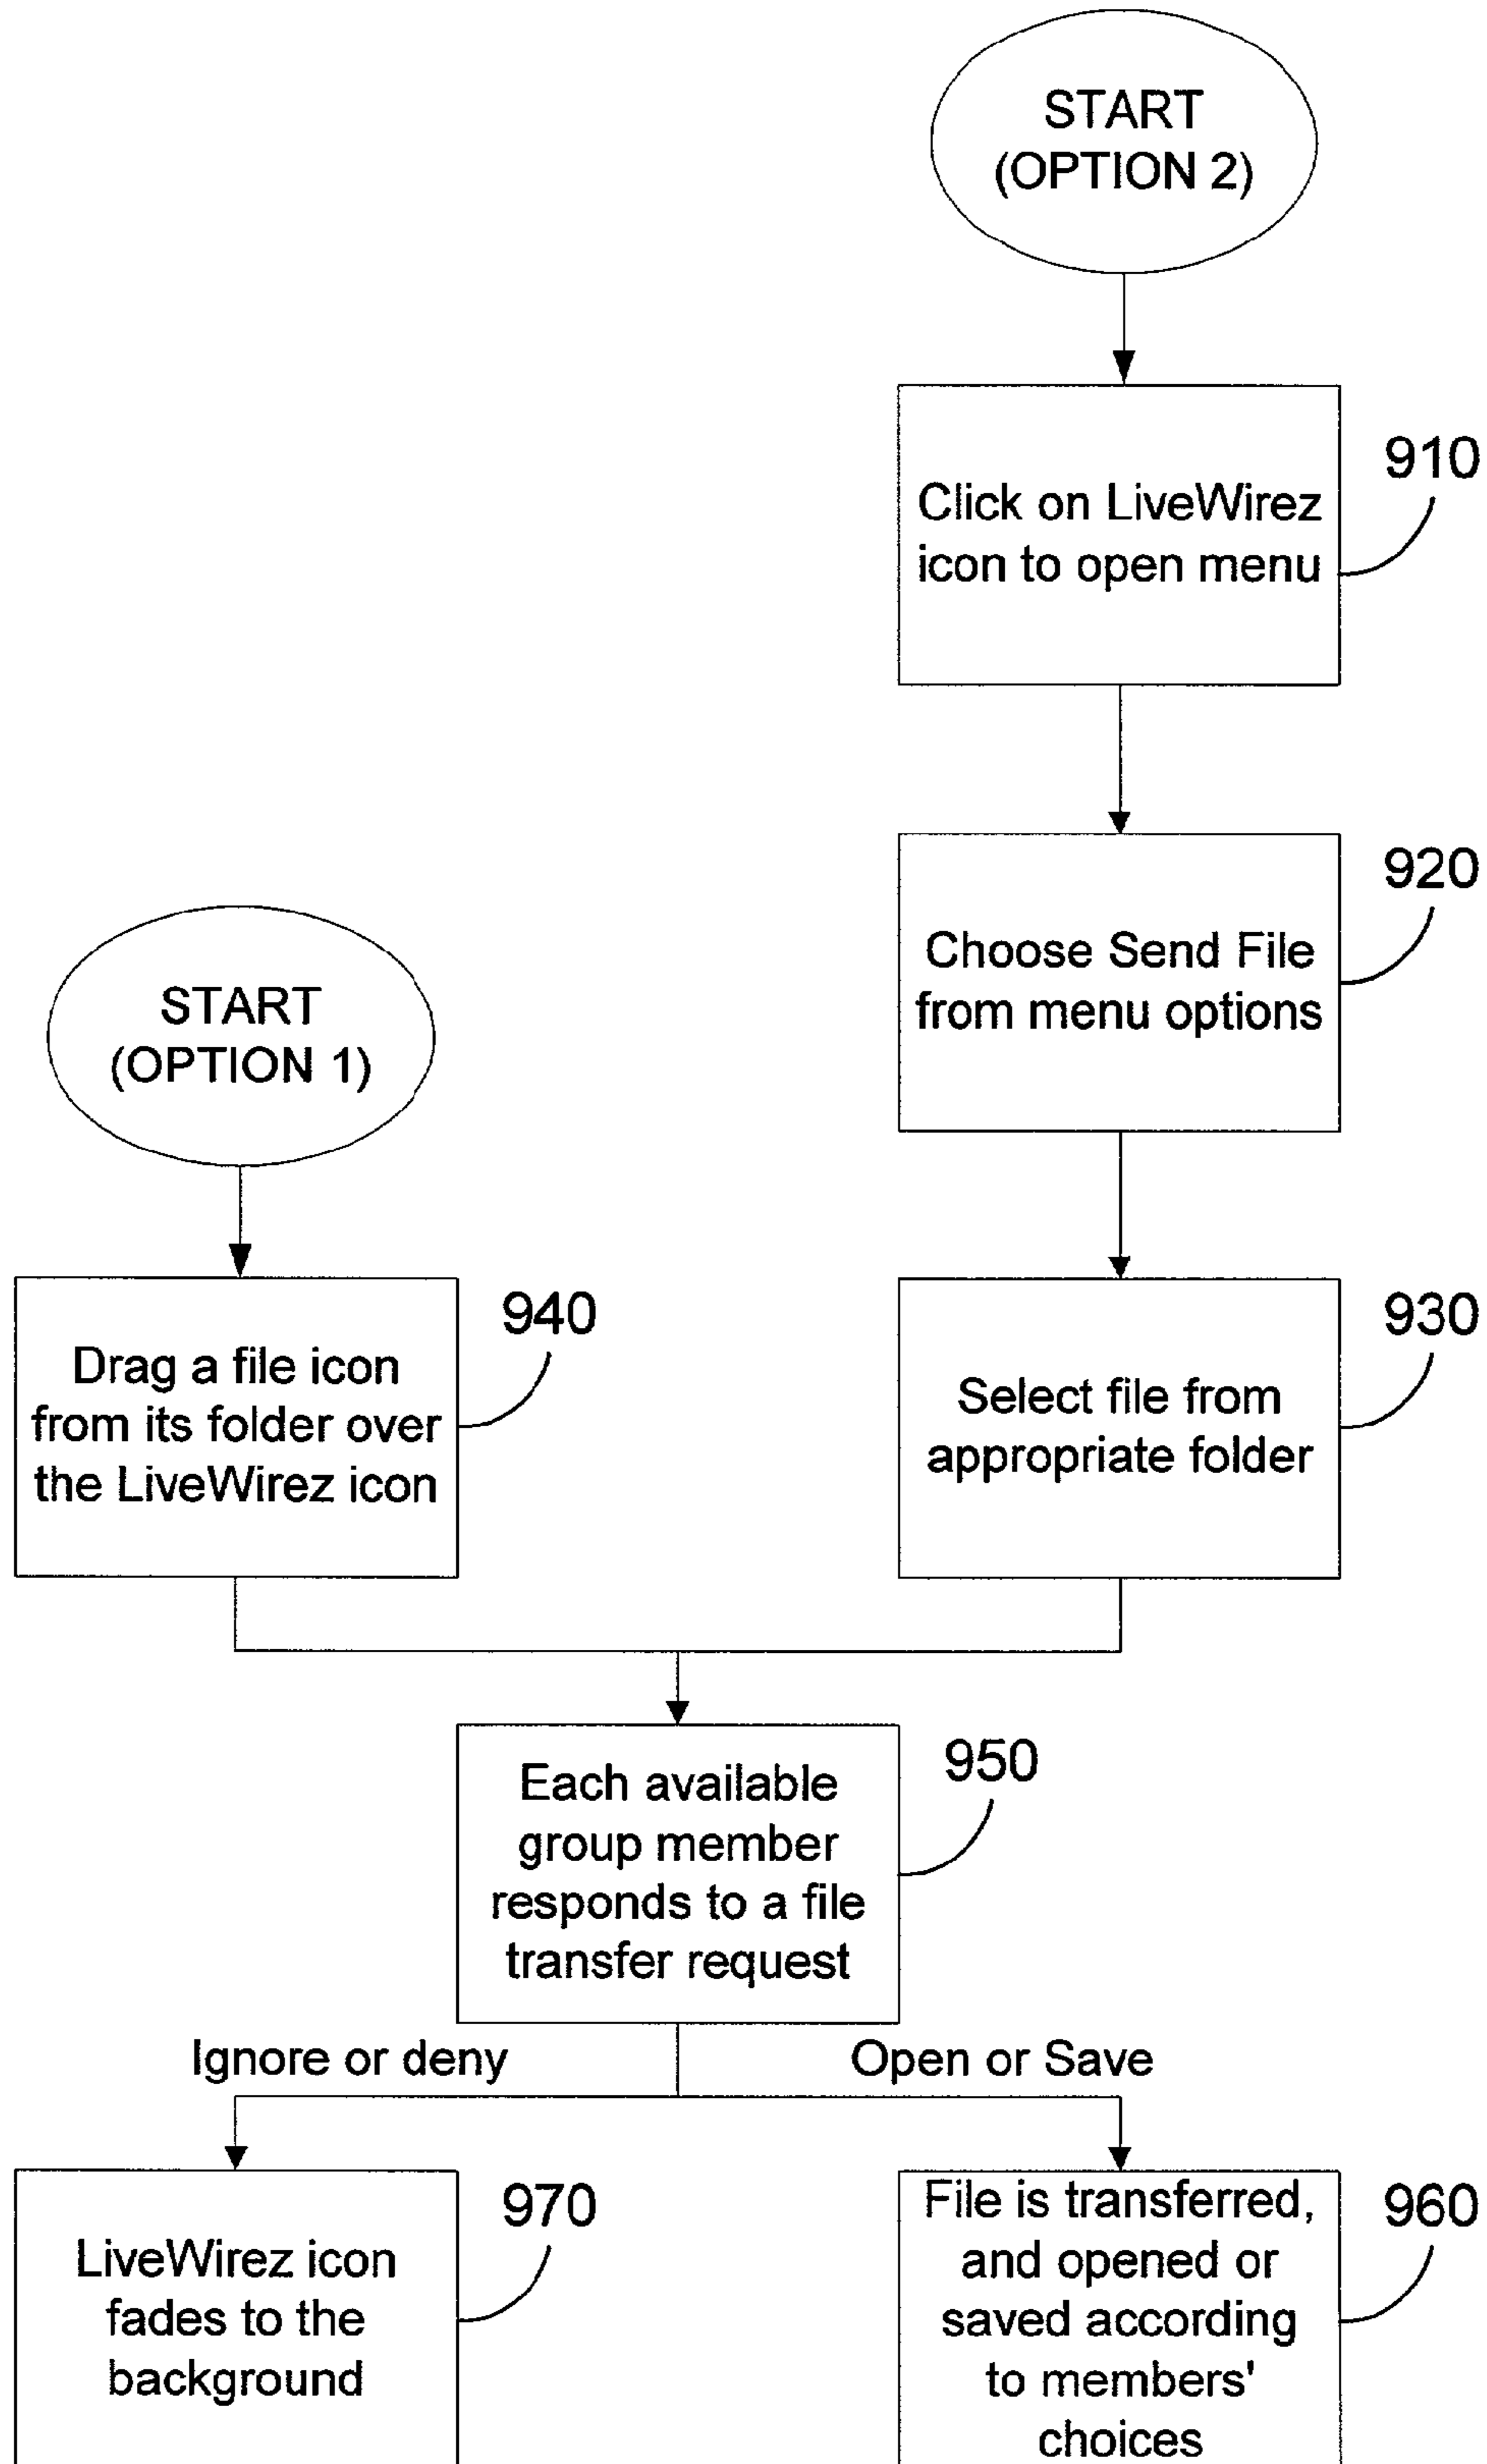 START
(OPTION 2)
910
Click on LiveWirez
icon to open menu
920
Choose Send File
from menu options
START
(OPTION 1)
940
Drag a file icon
from its folder over
the LiveWirez icon
930
Select file from
appropriate folder
950
Each available
group member
responds to a file
transfer request
Ignore or deny
Open or Save
970
LiveWirez icon
fades to the
background
960
File is transferred,
and opened or
saved according
to members'
choices